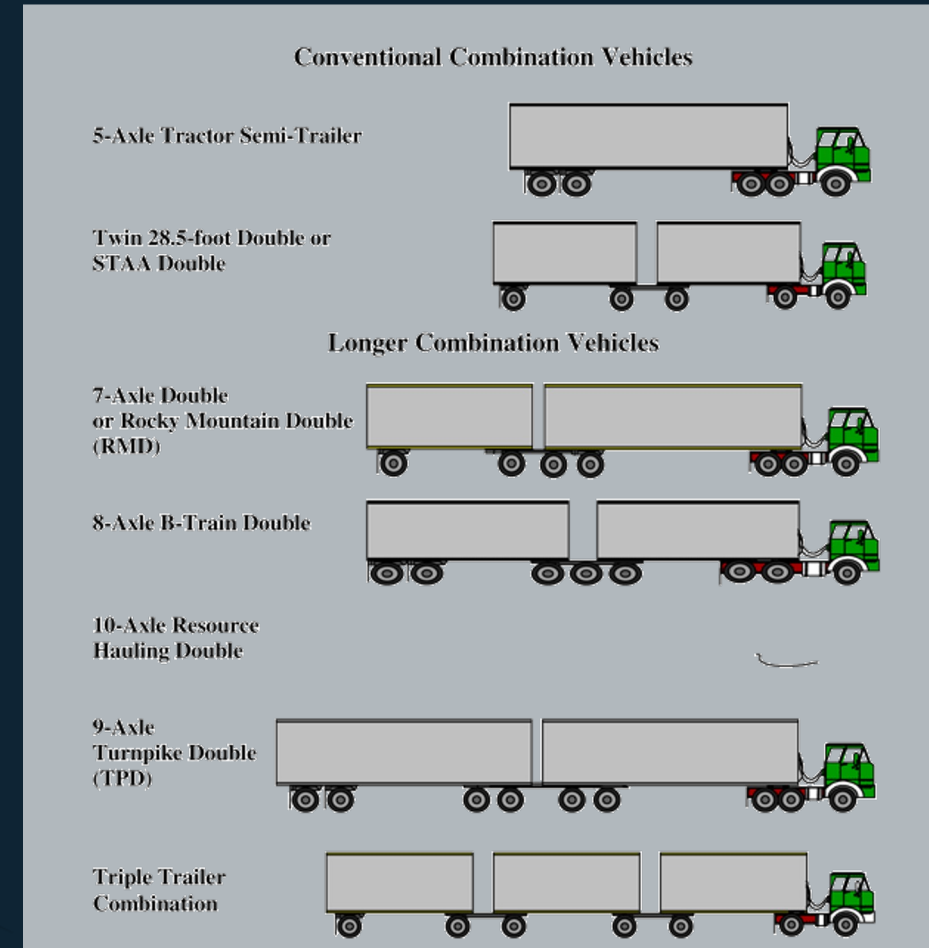 Conventional Combination Vehicles
5-Axle Tractor Semi-Trailer
Twin 28.5-foot Double or
STAA Double
Longer Combination Vehicles
7-Axle Double
or Rocky Mountain Double
(RMD)
8-Axle B-Train Double
10-Axle Resource
Hauling Double
9-Axle
Turnpike Double
(TPD)
Triple Trailer
Combination